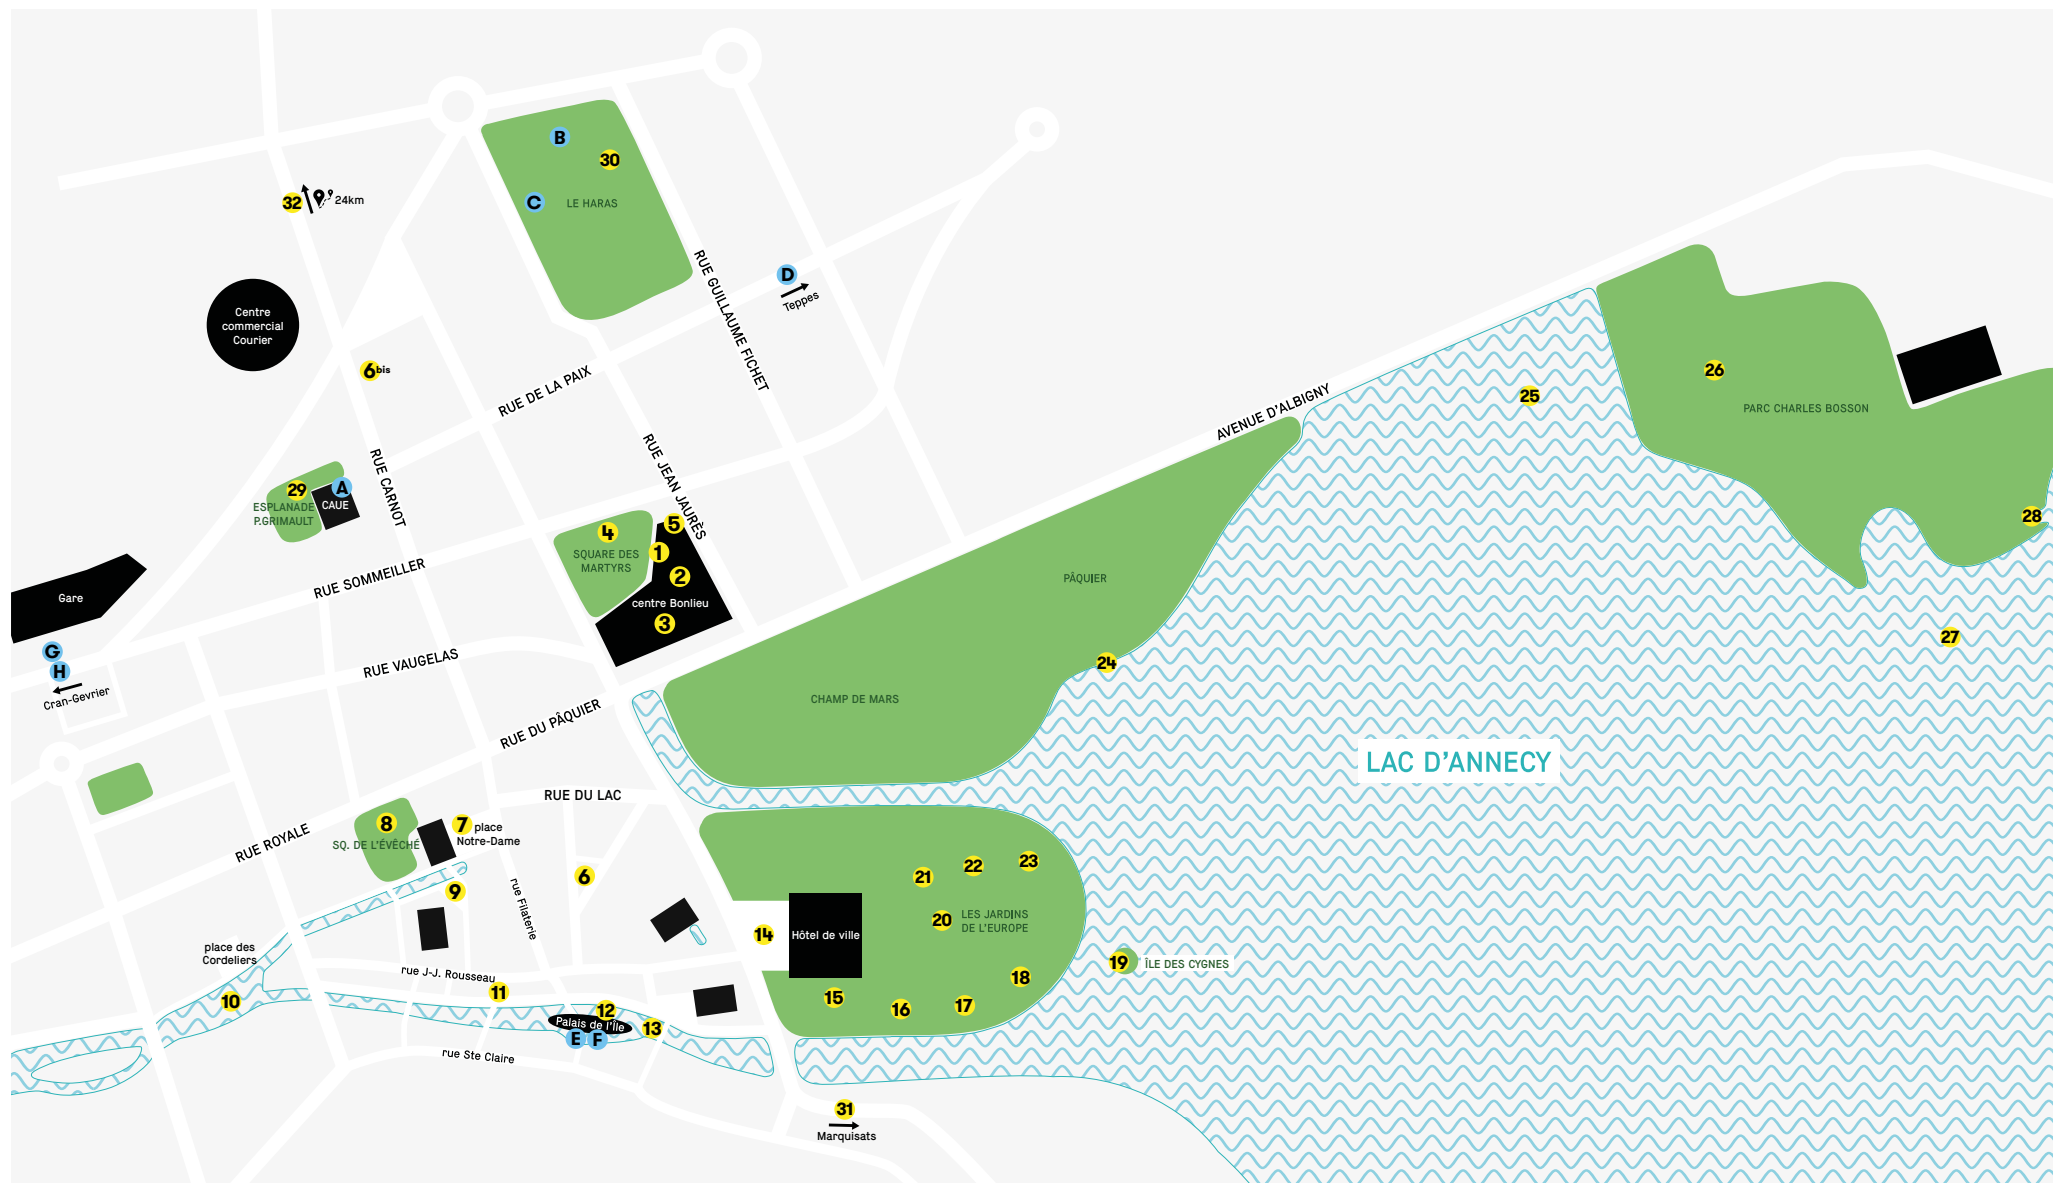 B
30
C
LE HARAS
32
24km
RUE GUILLAUME FICHET
D
Teppes
Centre
commercial
Courier
6bis
RUE DE LA PAIX
AVENUE D'ALBIGNY
25
26
PARC CHARLES BOSSON
RUE CARNOT
RUE JEAN JAURÈS
29
A
CAUE
ESPLANADE
P.GRIMAULT
4
SQUARE DES
MARTYRS
5
1
2
centre Bonlieu
3
28
RUE SOMMEILLER
PÂQUIER
Gare
G
H
Cran-Gevrier
RUE VAUGELAS
27
24
CHAMP DE MARS
RUE DU PÂQUIER
LAC D'ANNECY
RUE DU LAC
RUE ROYALE
8
SQ. DE L'ÉVÊCHÉ
7
place
Notre-Dame
9
6
rue Filaterie
21
22
23
20
LES JARDINS
DE L'EUROPE
14
Hôtel de ville
place des
Cordeliers
19
ÎLE DES CYGNES
rue J-J. Rousseau
10
11
12
Palais de l'Île
13
E
F
15
16
17
18
rue Ste Claire
31
Marquisats